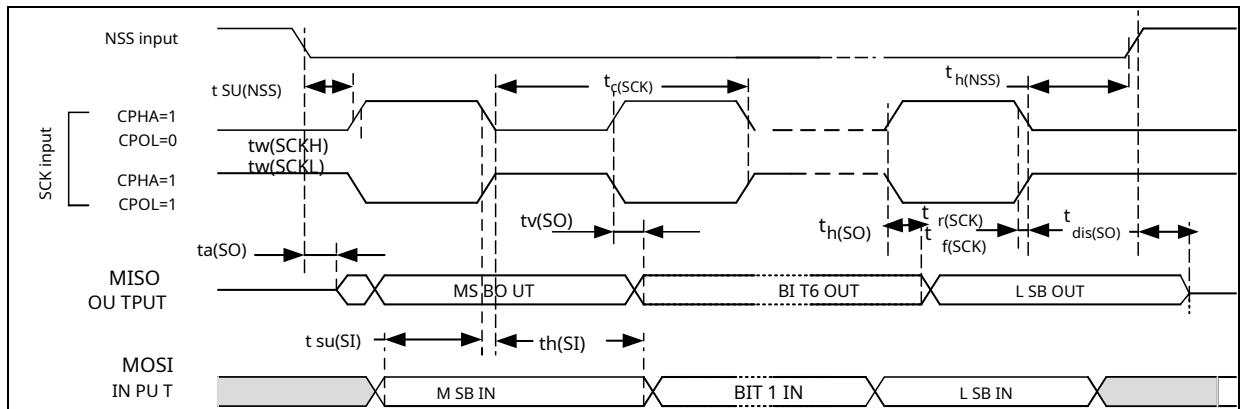 NSS input
t SU(NSS)
tc(SCK)
t h(NSS)
SCK input
CPHA=1
CPOL=0
tw(SCKH)
tw(SCKL)
CPHA=1
CPOL=1
ta(SO)
tv(SO)
th(SO)
t r(SCK)
t f(SCK)
t dis(SO)
MISO
OU TPUT
MS BO UT
BI T6 OUT
L SB OUT
t su(SI)
th(SI)
MOSI
IN PU T
M SB IN
BIT 1 IN
L SB IN